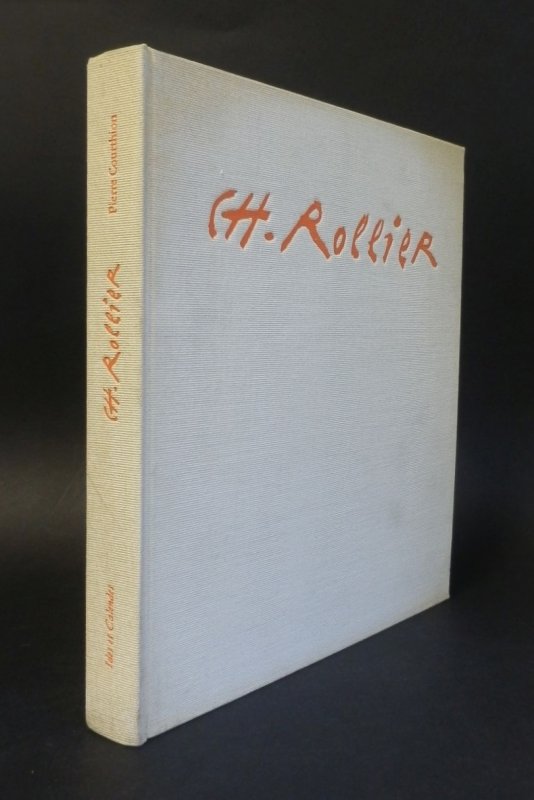 CH. Rollier
Pierre Courthion
CH. Rollier
Ides et Calendes